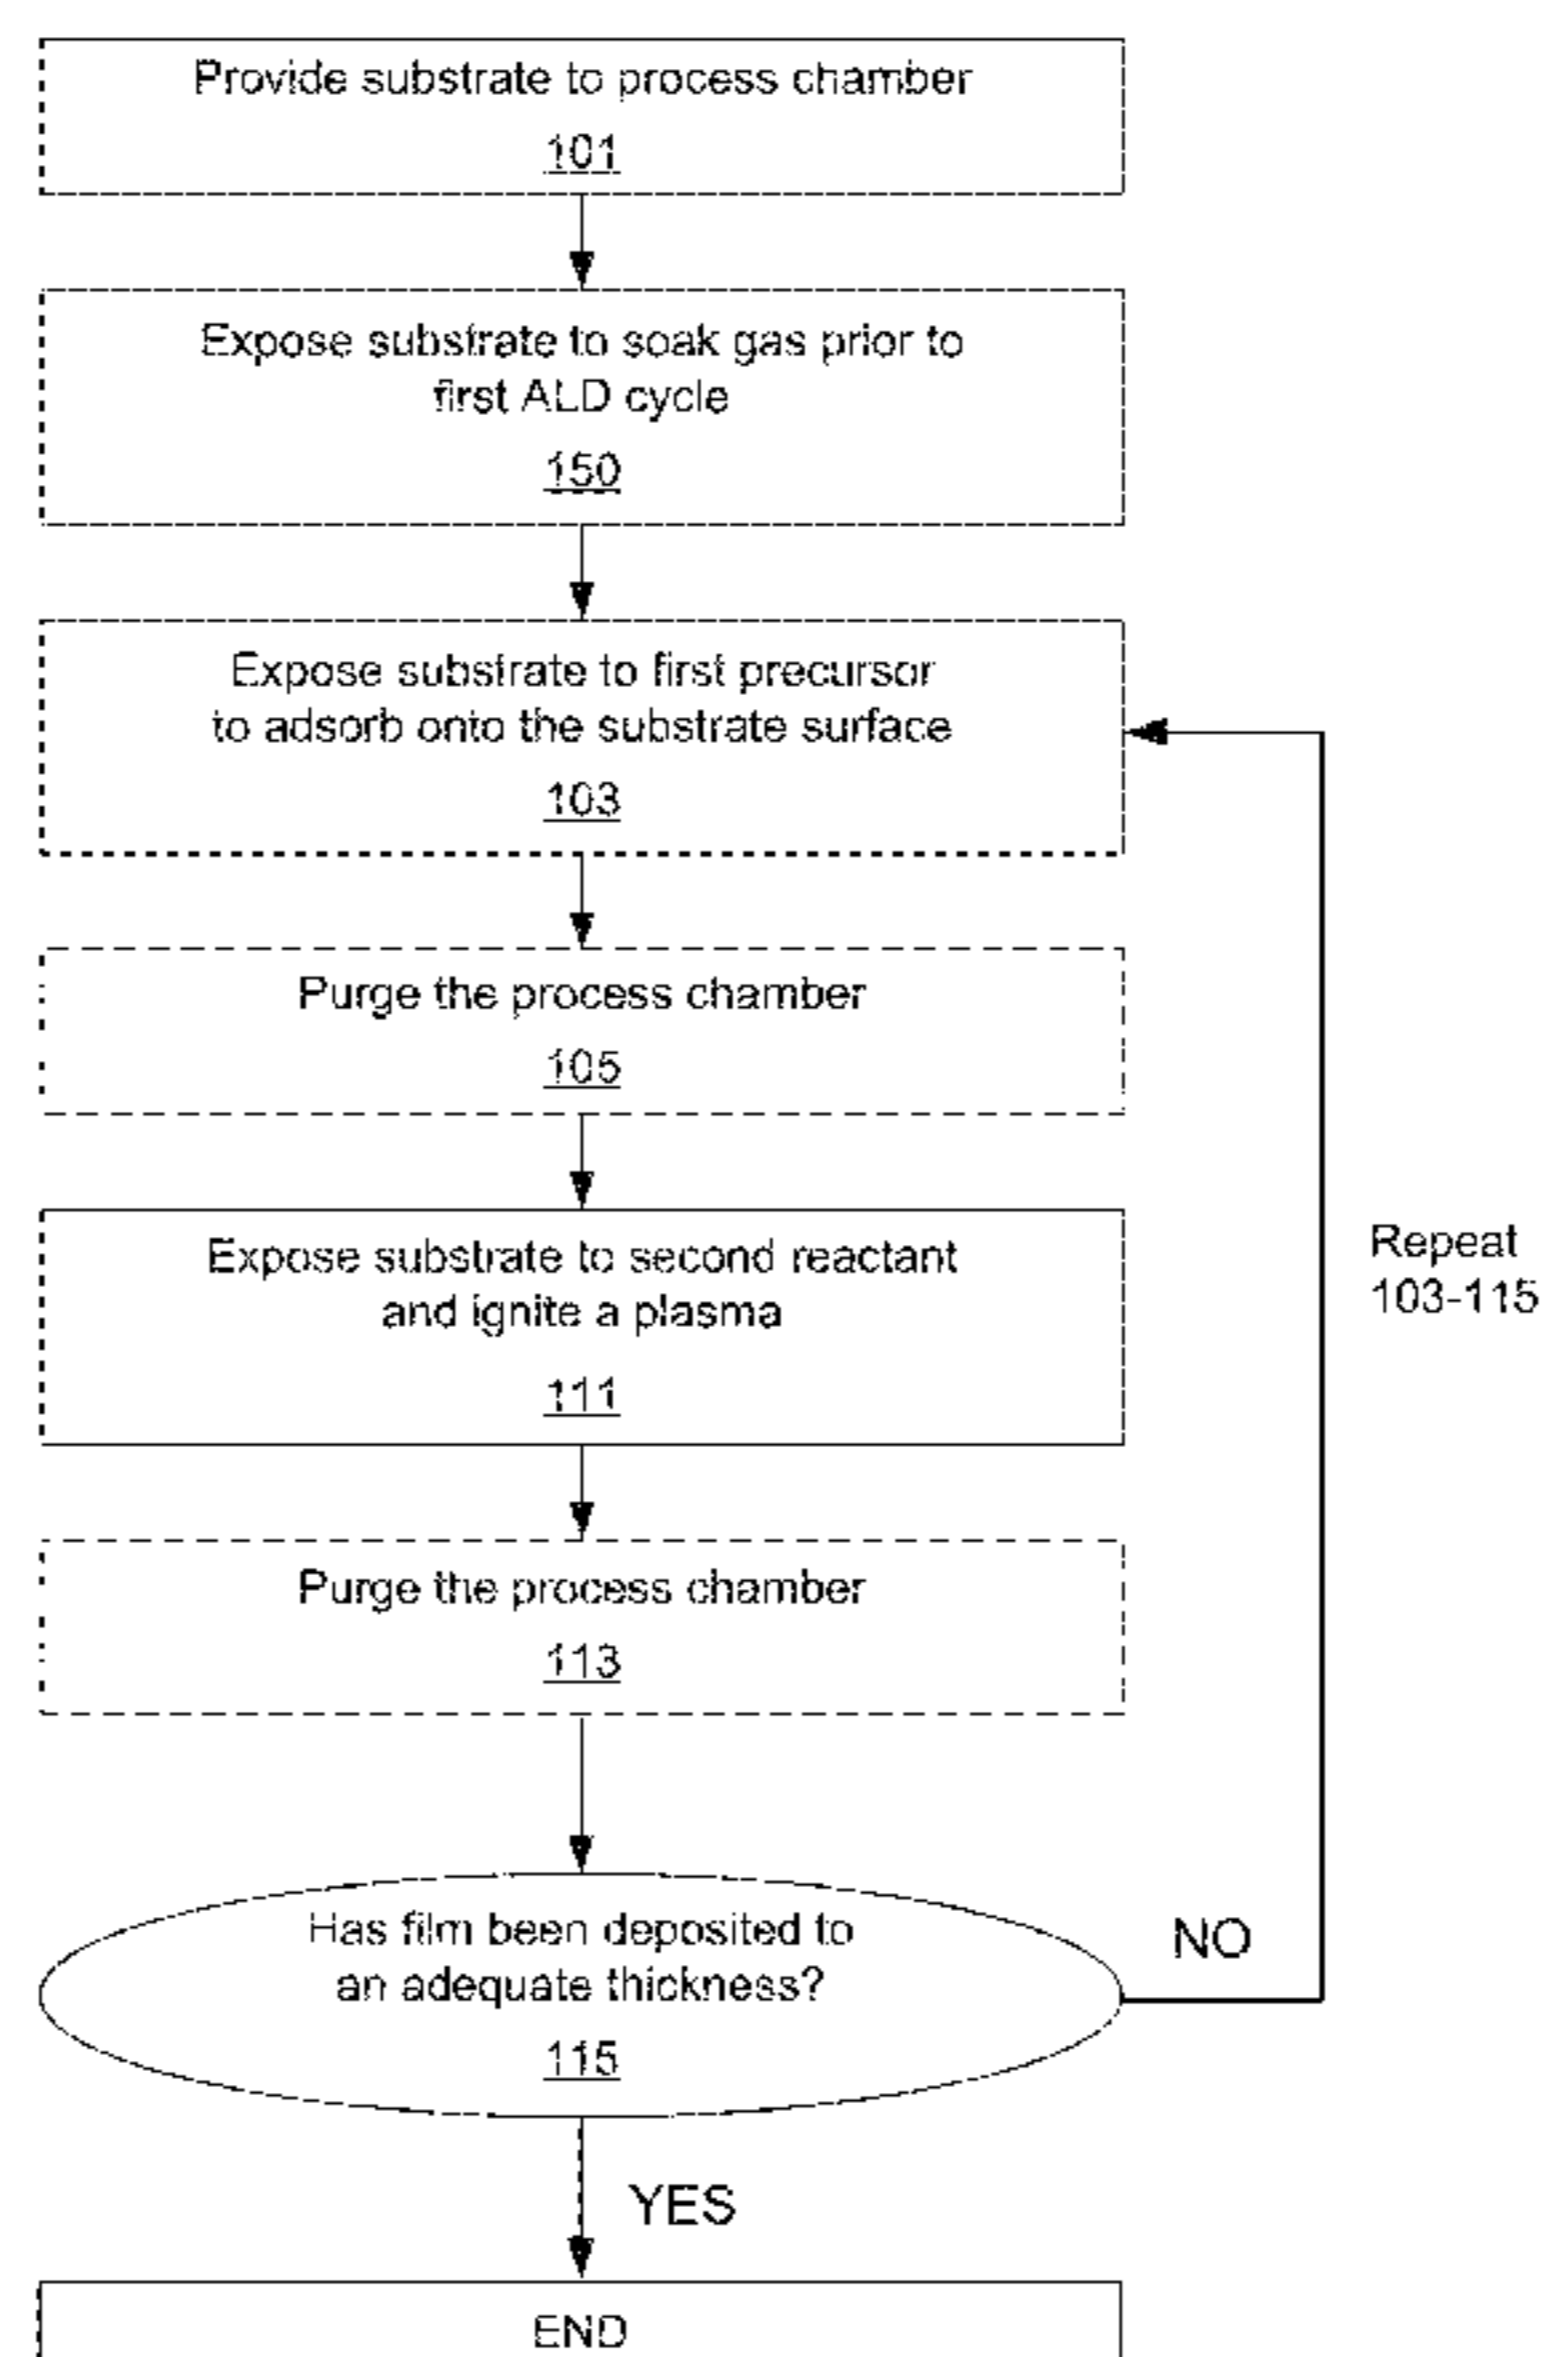 Provide substrate to process chamber
101
Expose substrate to soak gas prior to
first ALD cycle
150
Expose substrate to first precursor
to adsorb onto the substrate surface
103
Purge the process chamber
105
Expose substrate to second reactant
and ignite a plasma
111
Repeat
103-115
Purge the process chamber
113
Has film been deposited to
an adequate thickness?
115
NO
YES
END